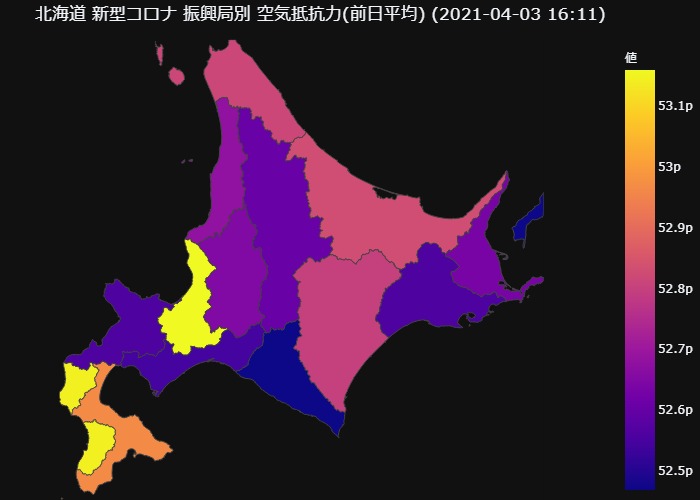 北海道 新型コロナ 振興局別 空気抵抗力(前日平均) (2021-04-03 16:11)
値
53.1p
53p
52.9p
52.8p
52.7p
52.6p
52.5p